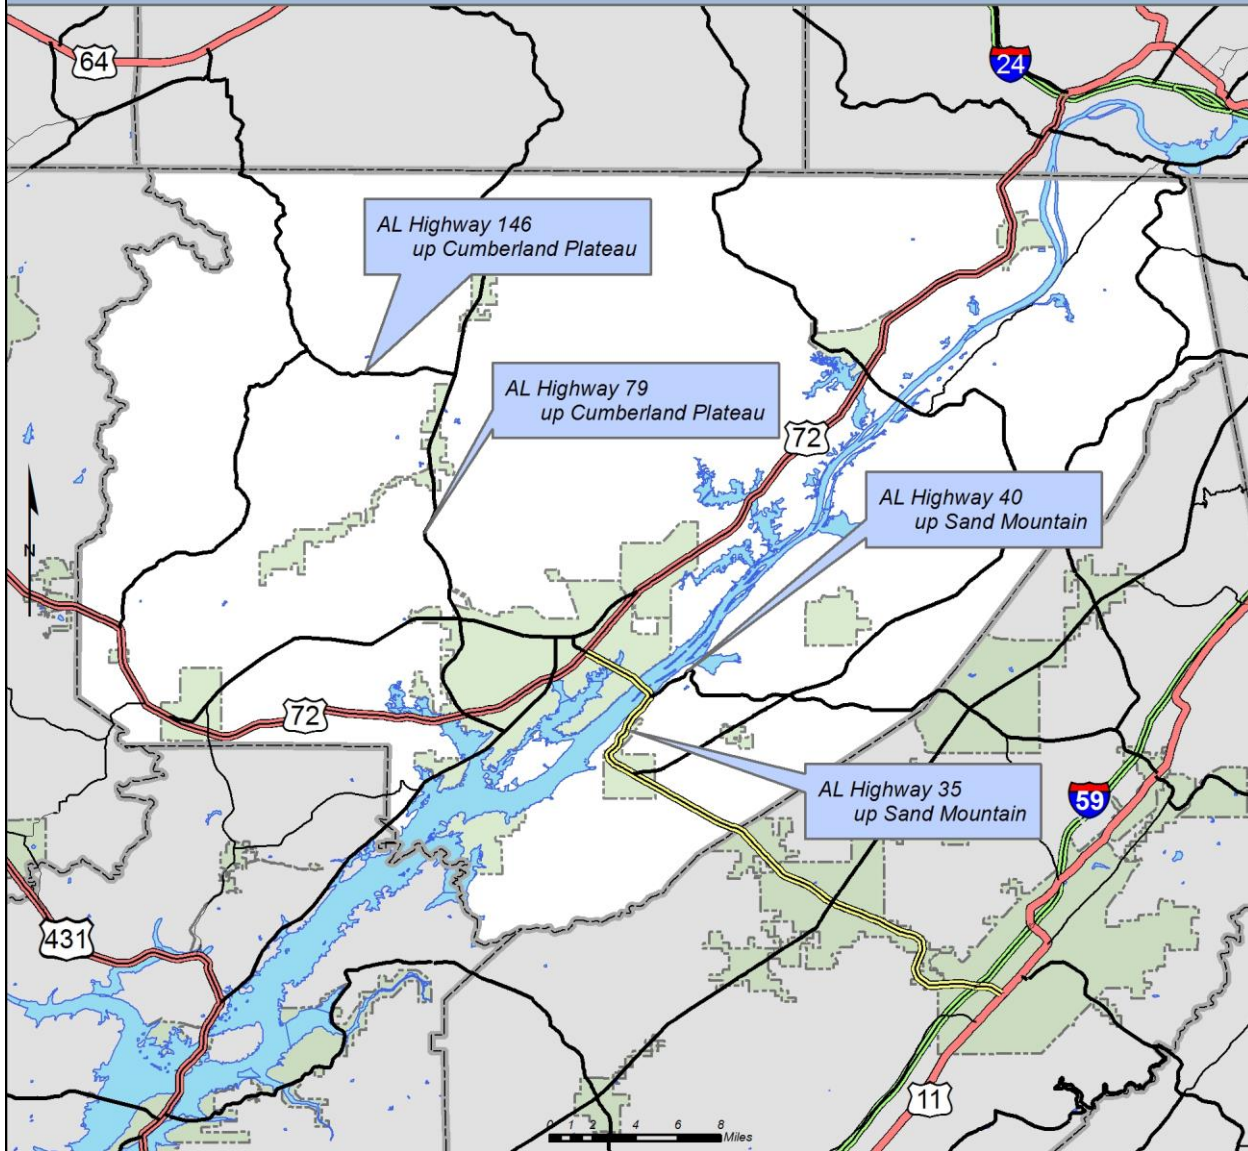 64
24
AL Highway 146
up Cumberland Plateau
AL Highway 79
up Cumberland Plateau
72
AL Highway 40
up Sand Mountain
N
72
AL Highway 35
up Sand Mountain
59
431
11
0 1 2 4 6 8
Miles